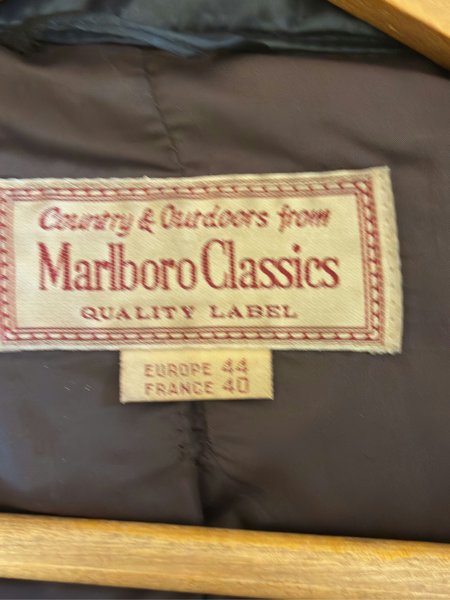 Country & Outdoors from
Marlboro Classics
QUALITY LABEL
EUROPE 44
FRANCE 40